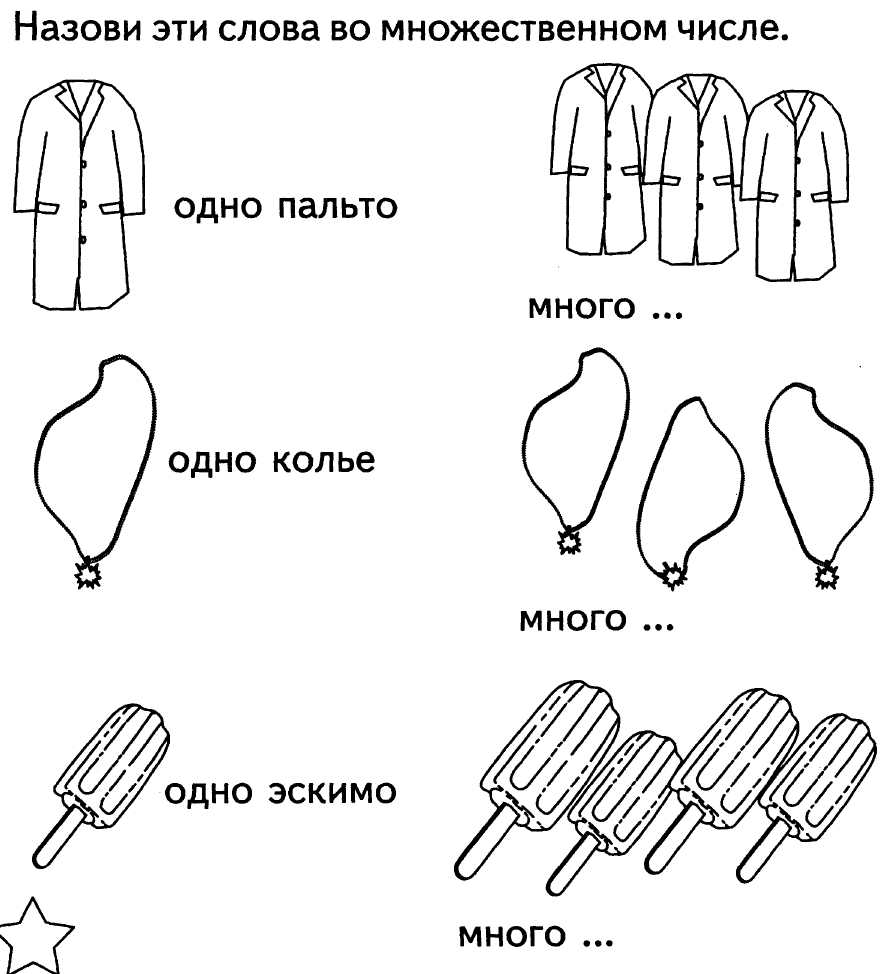 Назови эти слова во множественном числе.
одно пальто
много ...
одно колье
много ...
одно эскимо
много ...